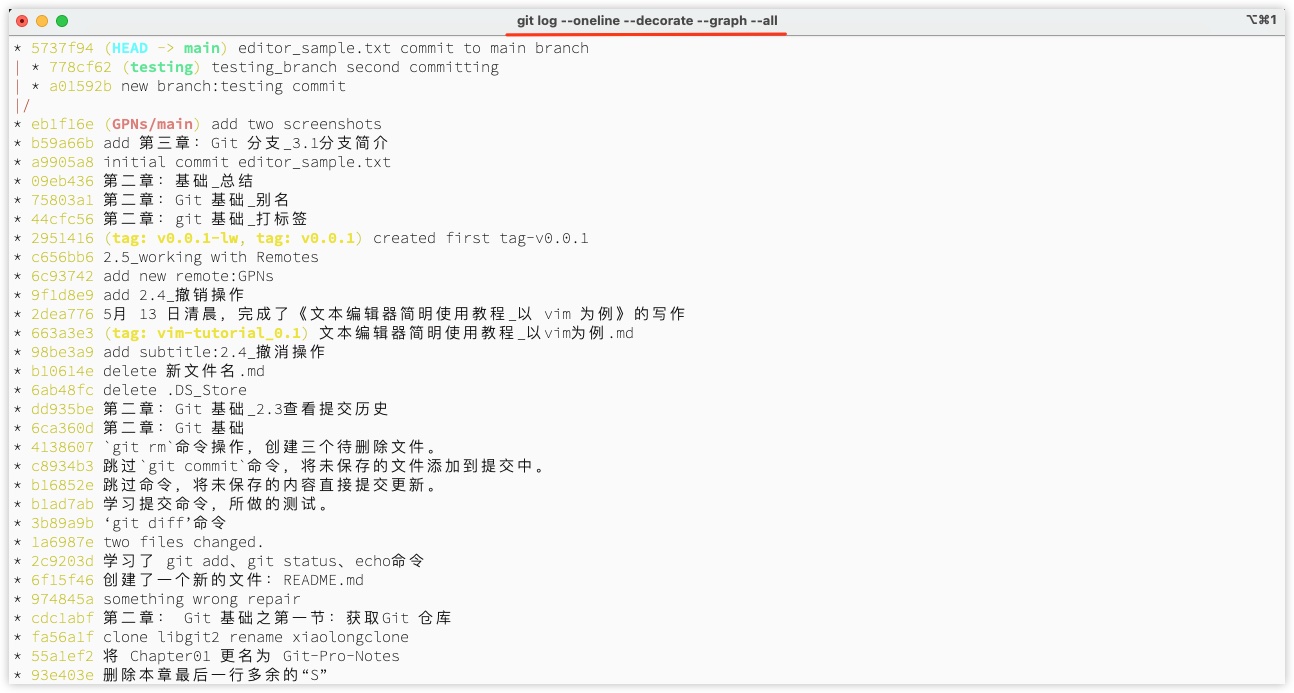 git log --oneline --decorate --graph --all
⌥⌘1
* 5737f94 (HEAD -> main) editor_sample.txt commit to main branch
| * 778cf62 (testing) testing_branch second committing
| * a01592b new branch:testing commit
|/
* eb1f16e (GPNs/main) add two screenshots
* b59a66b add 第三章：Git 分支_3.1分支简介
* a9905a8 initial commit editor_sample.txt
* 09eb436 第二章：基础_总结
* 75803a1 第二章：Git 基础_别名
* 44cfc56 第二章：git 基础_打标签
* 2951416 (tag: v0.0.1-lw, tag: v0.0.1) created first tag-v0.0.1
* c656bb6 2.5_working with Remotes
* 6c93742 add new remote:GPNs
* 9f1d8e9 add 2.4_撤销操作
* 2dea776 5月 13 日清晨，完成了《文本编辑器简明使用教程_以 vim 为例》的写作
* 663a3e3 (tag: vim-tutorial_0.1) 文本编辑器简明使用教程_以vim为例.md
* 98be3a9 add subtitle:2.4_撤消操作
* b10614e delete 新文件名.md
* 6ab48fc delete .DS_Store
* dd935be 第二章：Git 基础_2.3查看提交历史
* 6ca360d 第二章：Git 基础
* 4138607 `git rm`命令操作，创建三个待删除文件。
* c8934b3 跳过`git commit`命令，将未保存的文件添加到提交中。
* b16852e 跳过命令，将未保存的内容直接提交更新。
* b1ad7ab 学习提交命令，所做的测试。
* 3b89a9b ‘git diff’命令
* 1a6987e two files changed.
* 2c9203d 学习了 git add、git status、echo命令
* 6f15f46 创建了一个新的文件：README.md
* 974845a something wrong repair
* cdc1abf 第二章： Git 基础之第一节：获取Git 仓库
* fa56a1f clone libgit2 rename xiaolongclone
* 55a1ef2 将 Chapter01 更名为 Git-Pro-Notes
* 93e403e 删除本章最后一行多余的“S”